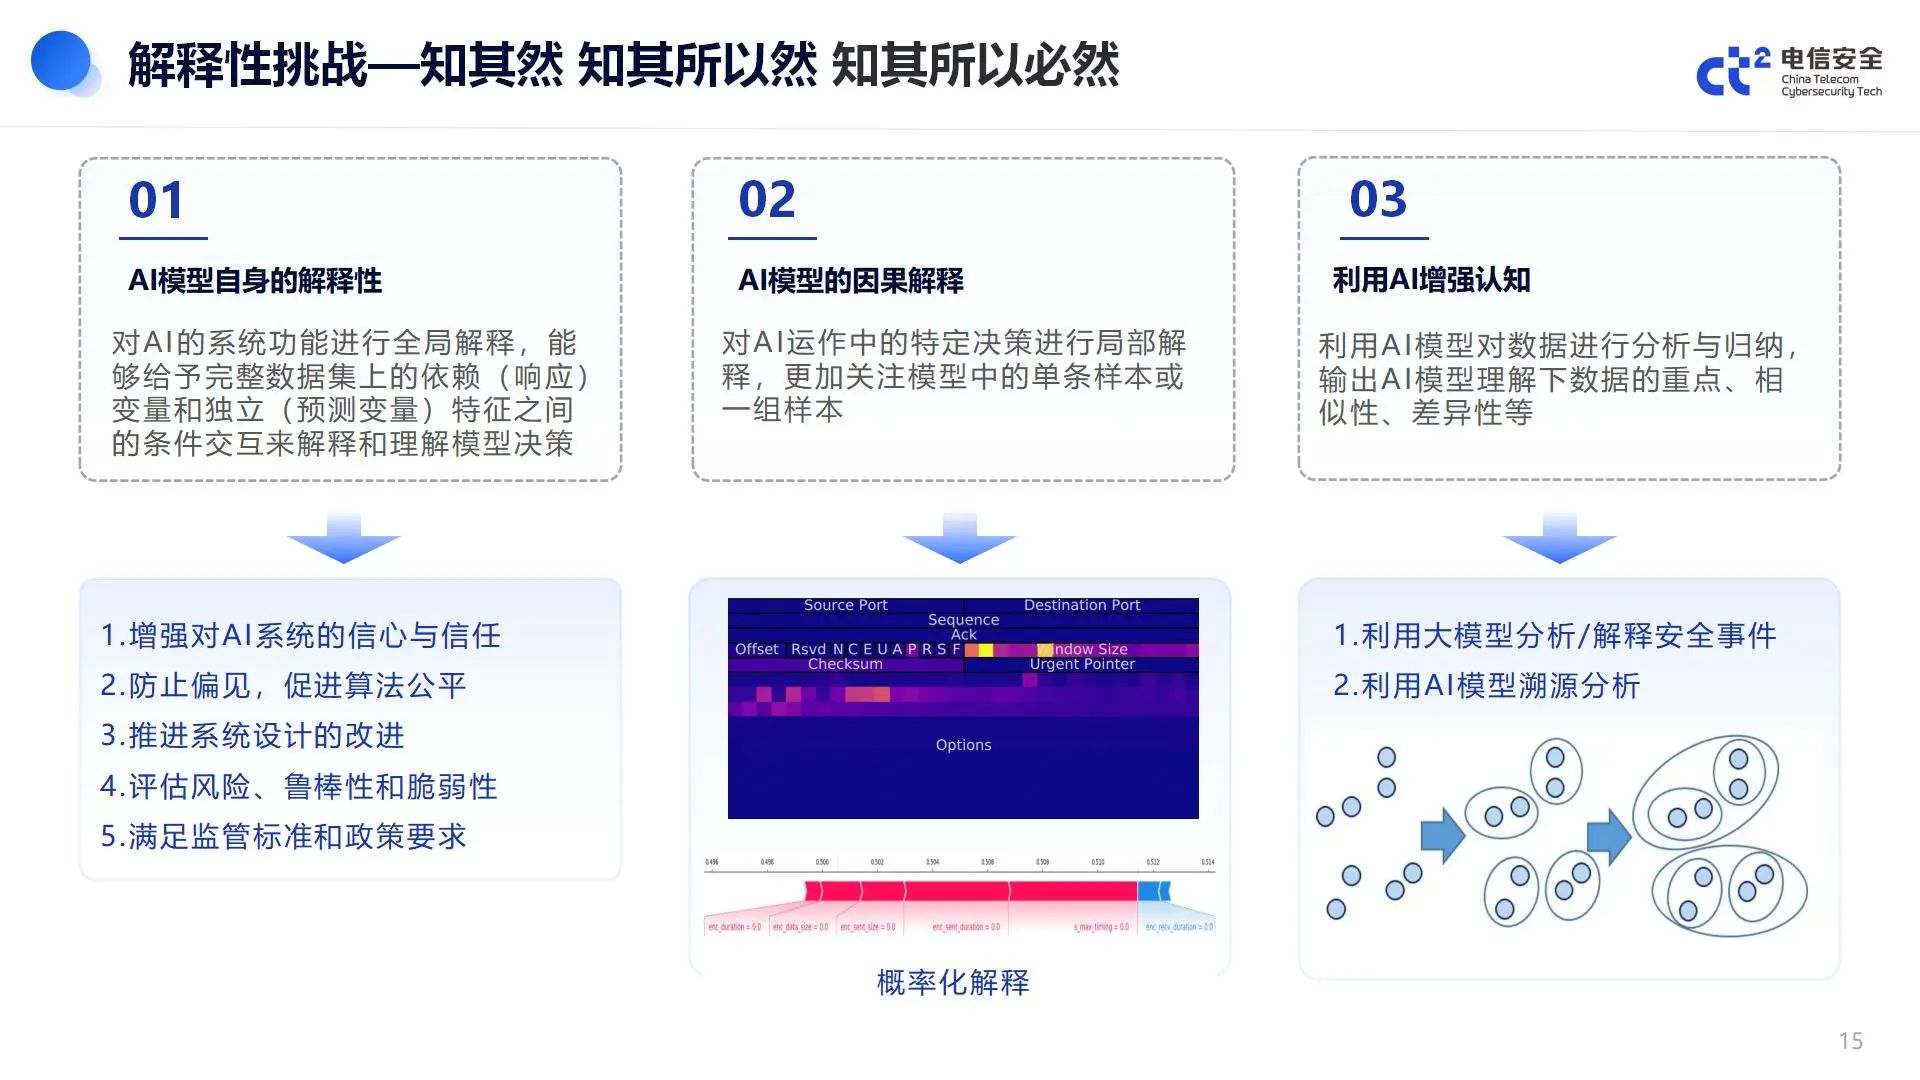 解释性挑战—知其然 知其所以然 知其所以必然
ct² 电信安全
China Telecom
Cybersecurity Tech
01
AI模型自身的解释性
对AI的系统功能进行全局解释，能
够给予完整数据集上的依赖（响应）
变量和独立（预测变量）特征之间
的条件交互来解释和理解模型决策
02
AI模型的因果解释
对AI运作中的特定决策进行局部解
释，更加关注模型中的单条样本或
一组样本
03
利用AI增强认知
利用AI模型对数据进行分析与归纳，
输出AI模型理解下数据的重点、相
似性、差异性等
1.增强对AI系统的信心与信任
2.防止偏见，促进算法公平
3.推进系统设计的改进
4.评估风险、鲁棒性和脆弱性
5.满足监管标准和政策要求
Source Port Destination Port
Sequence
Ack
Offset Rsvd N C E U A P R S F Window Size
Checksum Urgent Pointer
Options
0.496 0.498 0.500 0.502 0.504 0.506 0.508 0.510 0.512 0.514
enc_duration = 0.0 enc_data_size = 0.0 enc_sent_size = 0.0 enc_sent_duration = 0.0 s_max_timing = 0.0 enc_recv_duration = 0.0
概率化解释
1.利用大模型分析/解释安全事件
2.利用AI模型溯源分析
15